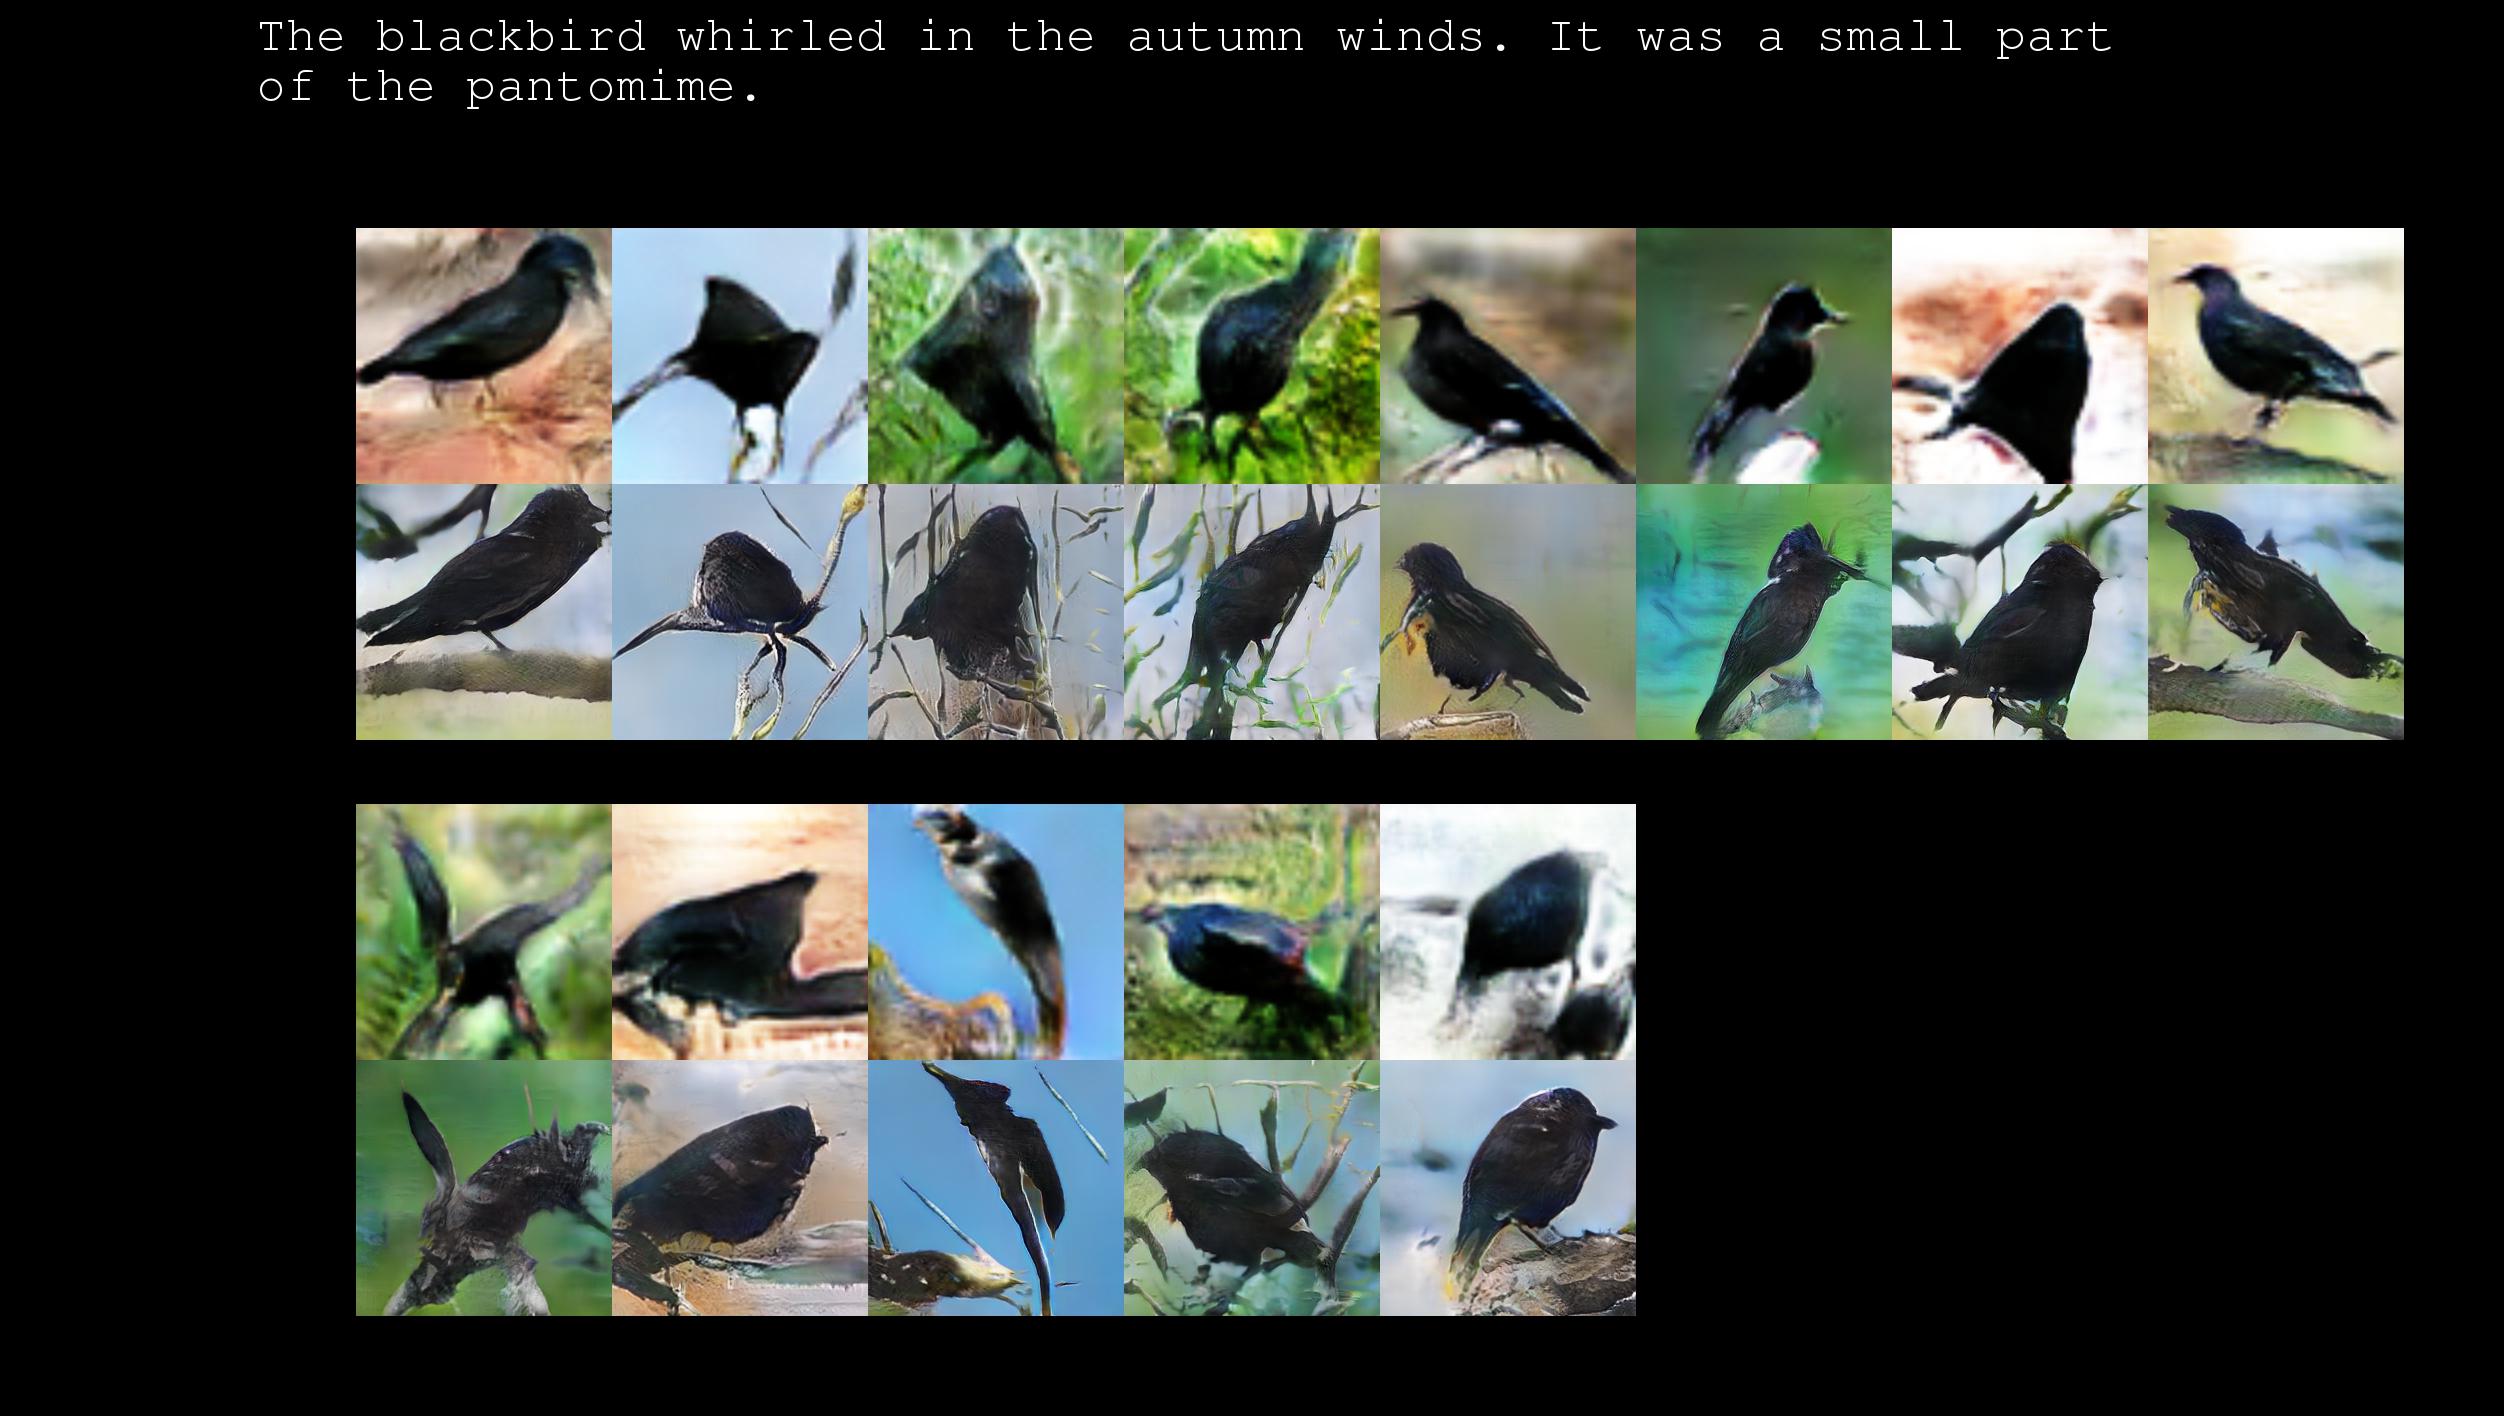 The blackbird whirled in the autumn winds. It was a small part
of the pantomime.